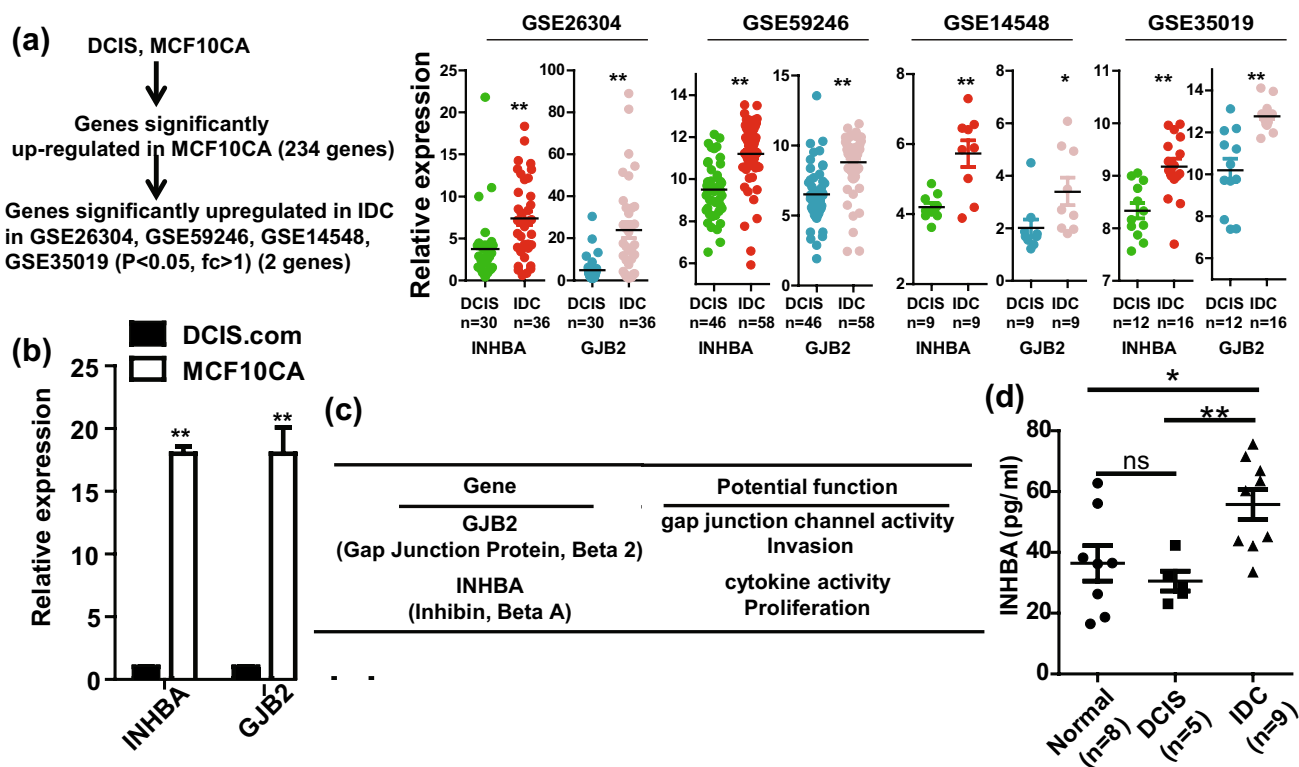 (a)
DCIS, MCF10CA
Genes significantly
up-regulated in MCF10CA (234 genes)
Genes significantly upregulated in IDC
in GSE26304, GSE59246, GSE14548,
GSE35019 (P<0.05, fc>1) (2 genes)
Relative expression
GSE26304
25
20
15
10
5
0
**
DCIS IDC
n=30 n=36
INHBA
100
80
60
40
20
0
**
DCIS IDC
n=30 n=36
GJB2
Relative expression
GSE59246
14
12
10
8
6
**
DCIS IDC
n=46 n=58
INHBA
15
10
5
0
**
DCIS IDC
n=46 n=58
GJB2
GSE14548
8
6
4
2
**
DCIS IDC
n=9 n=9
INHBA
8
6
4
2
0
*
DCIS IDC
n=9 n=9
GJB2
GSE35019
11
10
9
8
7
**
DCIS IDC
n=12 n=16
INHBA
14
12
10
8
6
**
DCIS IDC
n=12 n=16
GJB2
(b)
DCIS.com
MCF10CA
Relative expression
25
20
15
10
5
0
**
**
INHBA
GJB2
(c)
Gene Potential function
GJB2 gap junction channel activity
(Gap Junction Protein, Beta 2) Invasion
INHBA cytokine activity
(Inhibin, Beta A) Proliferation
(d)
*
**
ns
INHBA (pg/ml)
80
60
40
20
0
Normal
(n=8)
DCIS
(n=5)
IDC
(n=9)